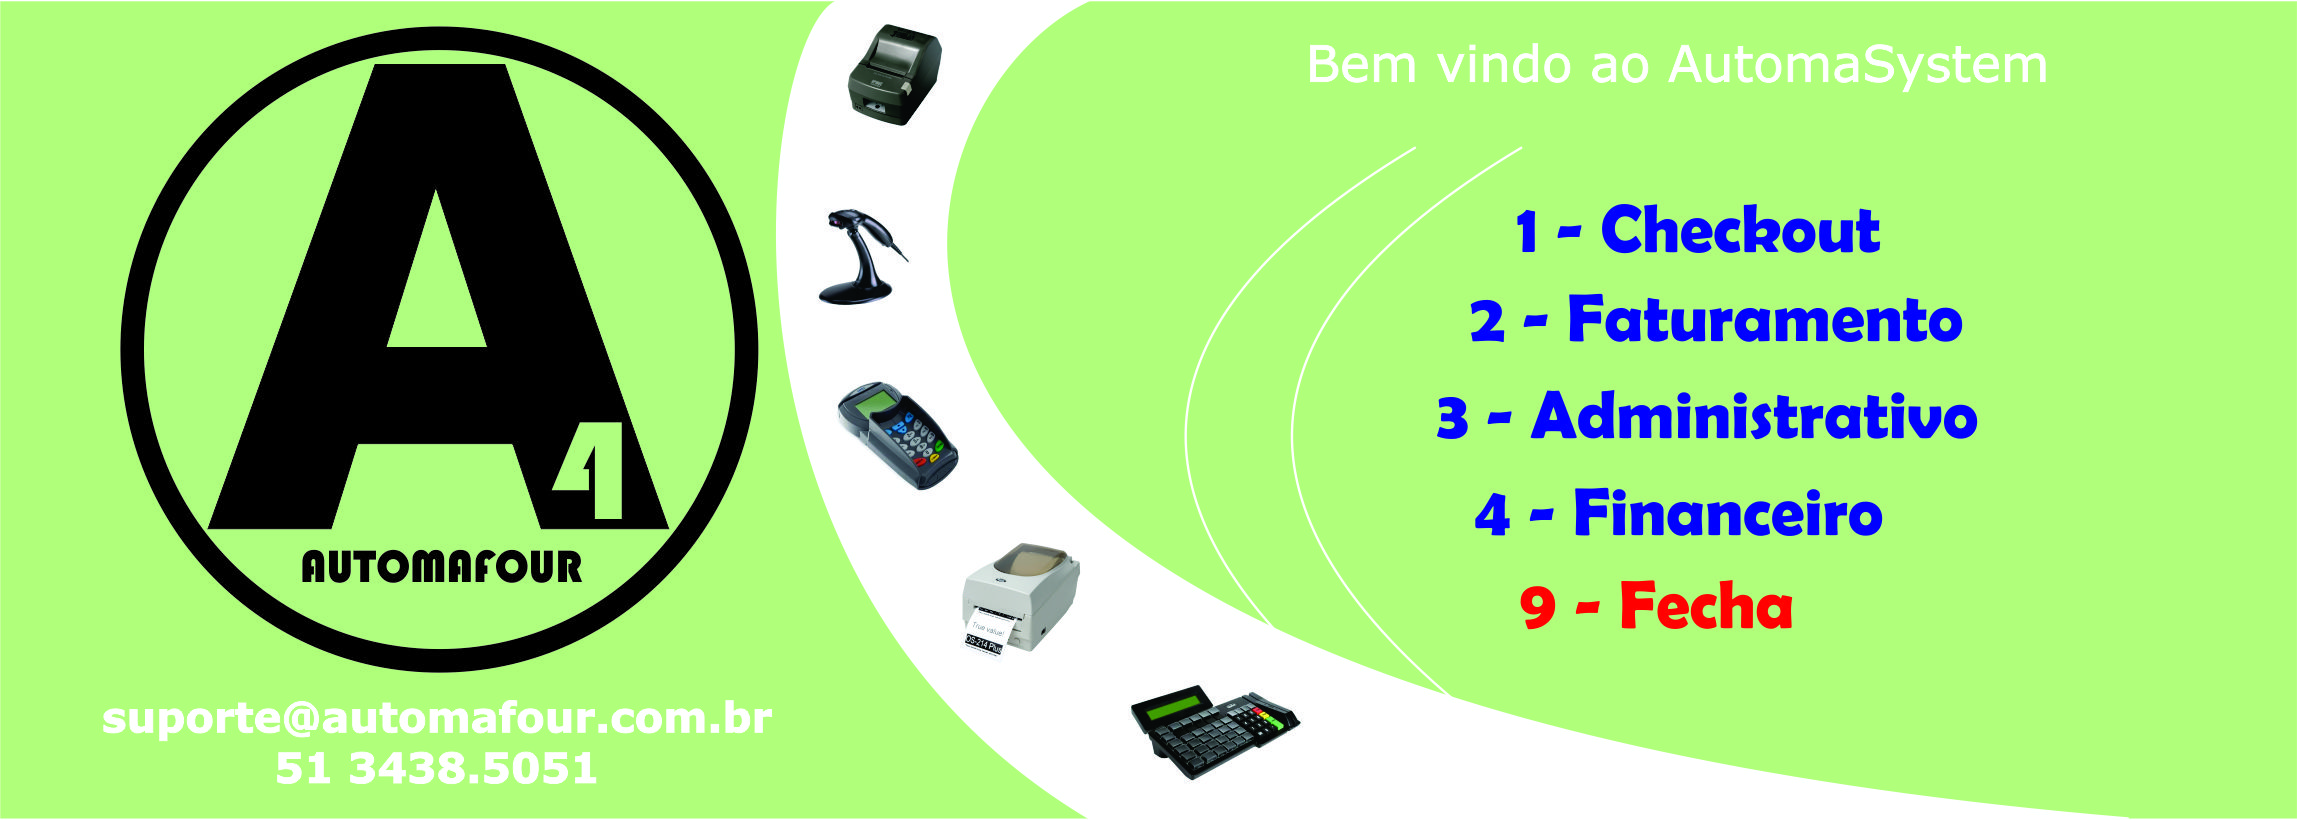 4
AUTOMAFOUR
suporte@automafour.com.br
51 3438.5051
True value!
OS-214 Plus
Bem vindo ao AutomaSystem
1 - Checkout
2 - Faturamento
3 - Administrativo
4 - Financeiro
9 - Fecha